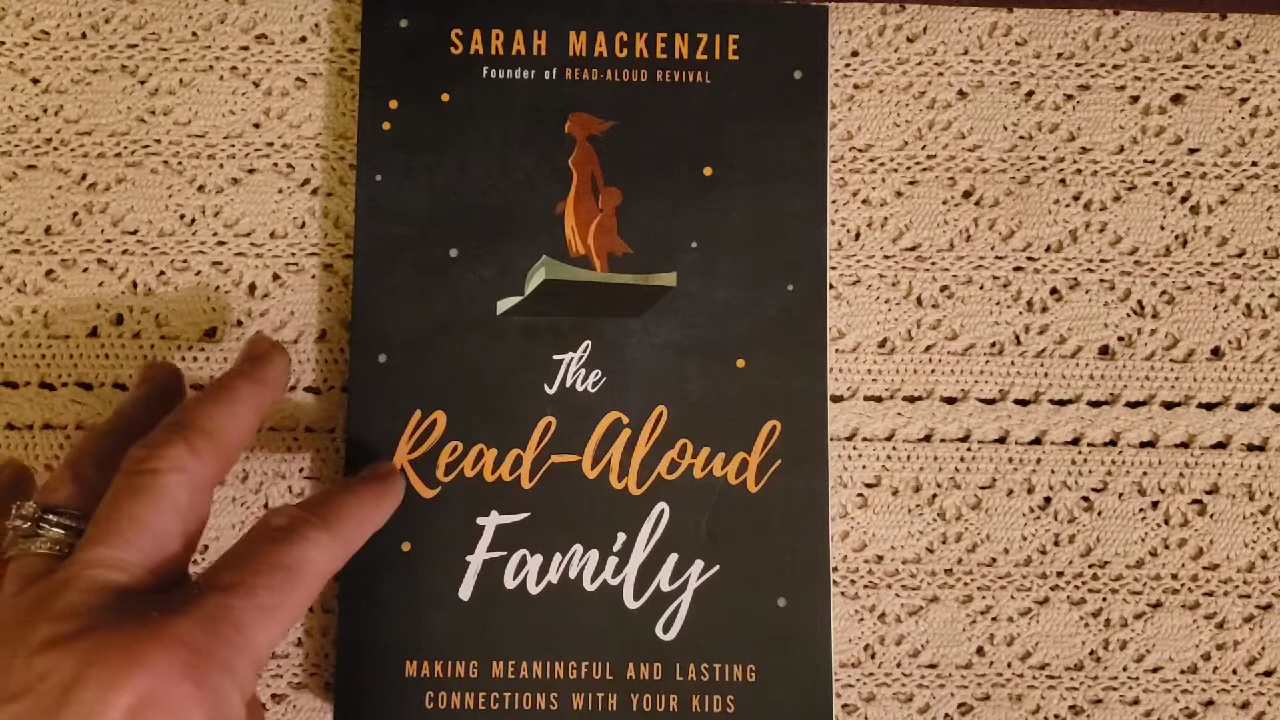 SARAH MACKENZIE
Founder of READ-ALOUD REVIVAL
The
Read-Aloud
Family
MAKING MEANINGFUL AND LASTING
CONNECTIONS WITH YOUR KIDS